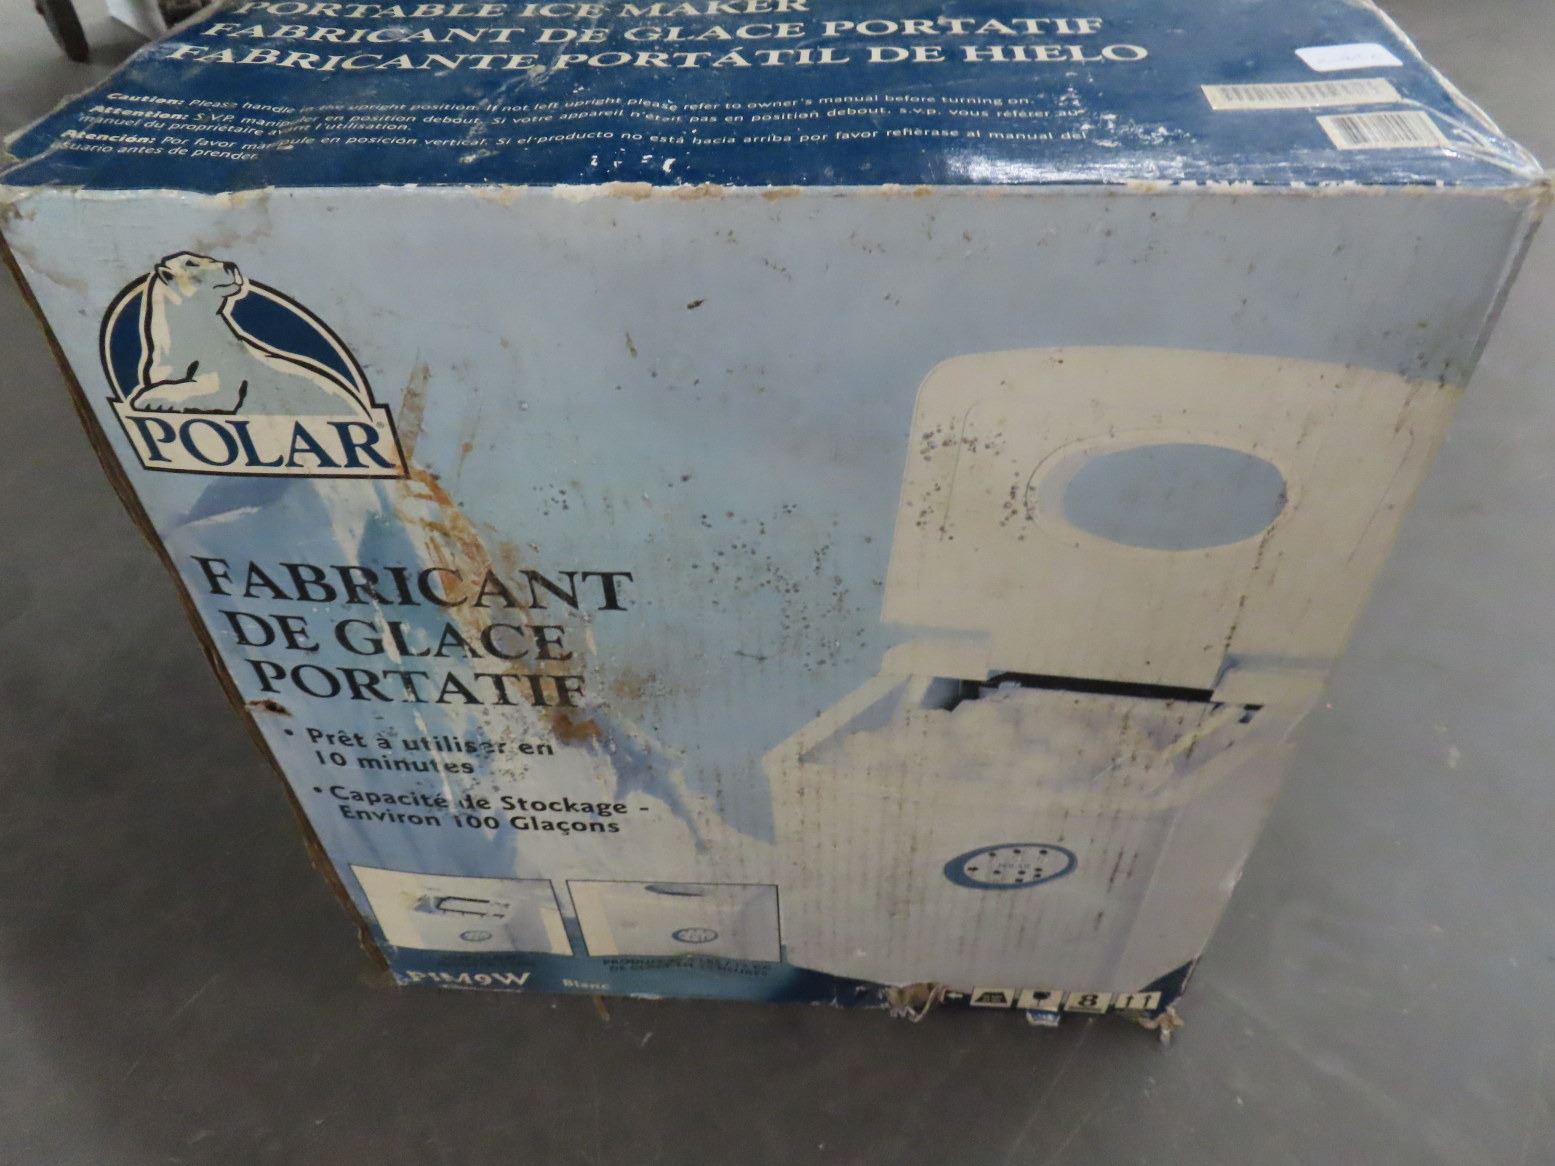 PORTABLE ICE MAKER
FABRICANT DE GLACE PORTATIF
FABRICANTE PORTÁTIL DE HIELO
Caution: Please handle in the upright position. If not left upright please refer to owner's manual before turning on.
Attention: S.V.P. en position debout. Si votre appareil n'était pas en position debout, s.v.p. vous référer au
manuel du propriétaire avant l'utilisation.
Atención: Por favor manipule en posición vertical. Si el producto no está hacia arriba por favor refiérase al manual del
usuario antes de prender.
POLAR
FABRICANT
DE GLACE
PORTATIF
• Prêt à utiliser en
10 minutes
• Capacité de Stockage -
Environ 100 Glaçons
PIM9W Blanc
8